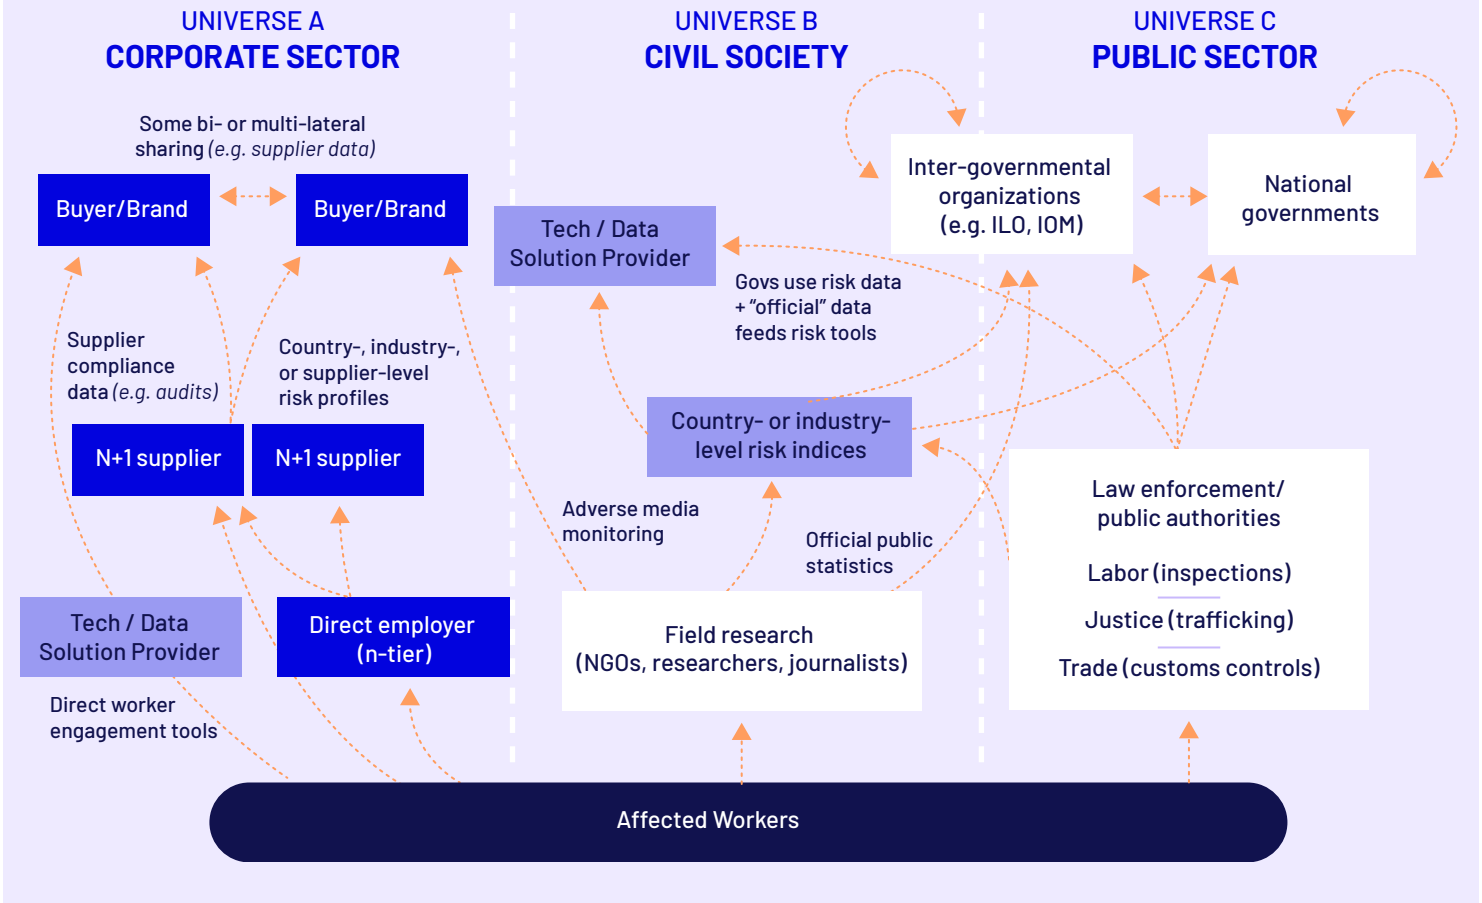 UNIVERSE A
CORPORATE SECTOR
UNIVERSE B
CIVIL SOCIETY
UNIVERSE C
PUBLIC SECTOR
Some bi- or multi-lateral
sharing (e.g. supplier data)
Buyer/Brand
Buyer/Brand
Supplier
compliance
data (e.g. audits)
Country-, industry-,
or supplier-level
risk profiles
N+1 supplier
N+1 supplier
Tech / Data
Solution Provider
Direct employer
(n-tier)
Direct worker
engagement tools
Tech / Data
Solution Provider
Inter-governmental
organizations
(e.g. ILO, IOM)
National
governments
Govs use risk data
+ “official” data
feeds risk tools
Country- or industry-
level risk indices
Adverse media
monitoring
Official public
statistics
Field research
(NGOs, researchers, journalists)
Law enforcement/
public authorities
Labor (inspections)
Justice (trafficking)
Trade (customs controls)
Affected Workers